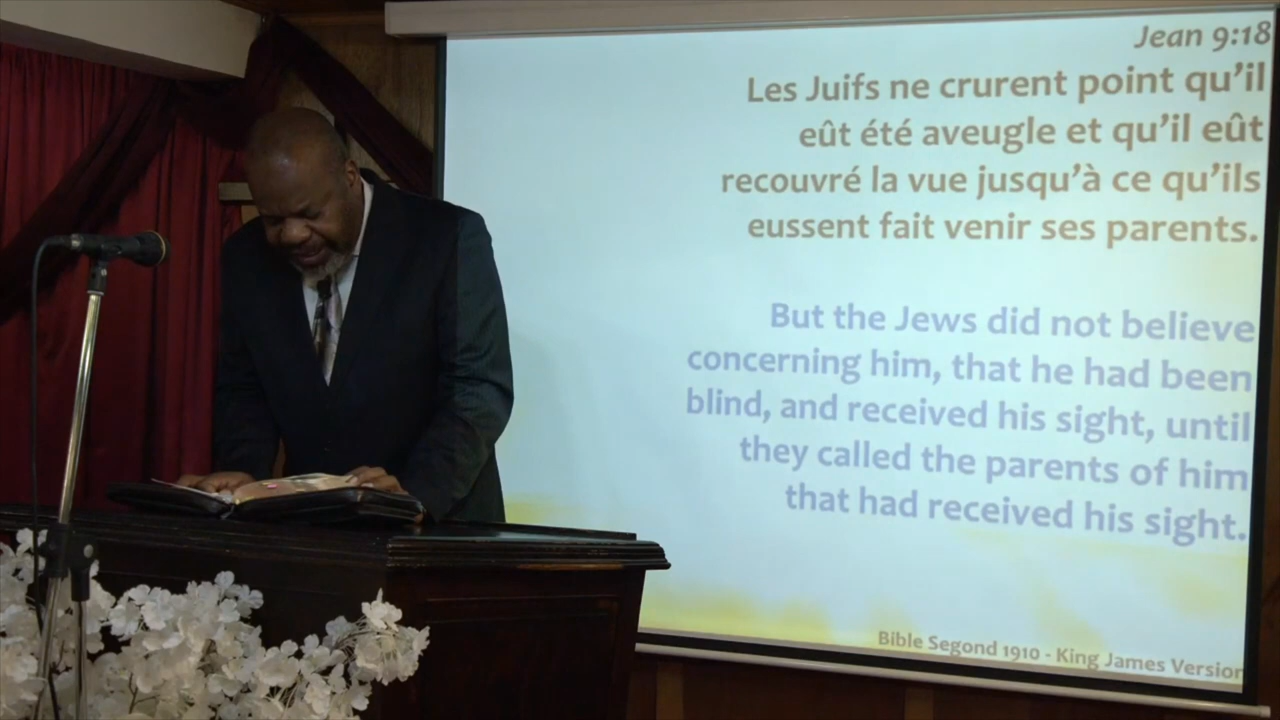 Jean 9:18
Les Juifs ne crurent point qu’il
eût été aveugle et qu’il eût
recouvré la vue jusqu’à ce qu’ils
eussent fait venir ses parents.
But the Jews did not believe
concerning him, that he had been
blind, and received his sight, until
they called the parents of him
that had received his sight.
Bible Segond 1910 - King James Version